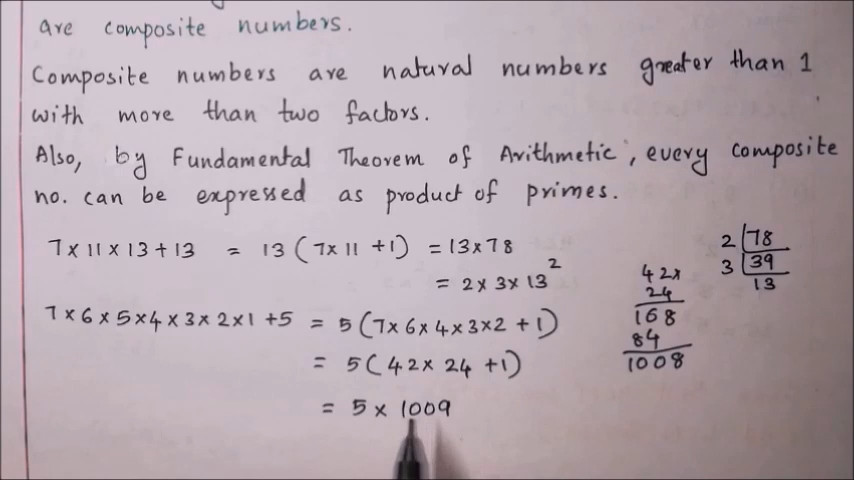 are composite numbers.
Composite numbers are natural numbers greater than 1
with more than two factors.
Also, by Fundamental Theorem of Arithmetic, every composite
no. can be expressed as product of primes.
7 x 11 x 13 + 13 = 13 ( 7 x 11 + 1 ) = 13 x 78
= 2 x 3 x 13²
2 | 78
3 | 39
13
7 x 6 x 5 x 4 x 3 x 2 x 1 + 5 = 5 ( 7 x 6 x 4 x 3 x 2 + 1 )
= 5 ( 42 x 24 + 1 )
= 5 x 1009
42 x
24
168
84
1008